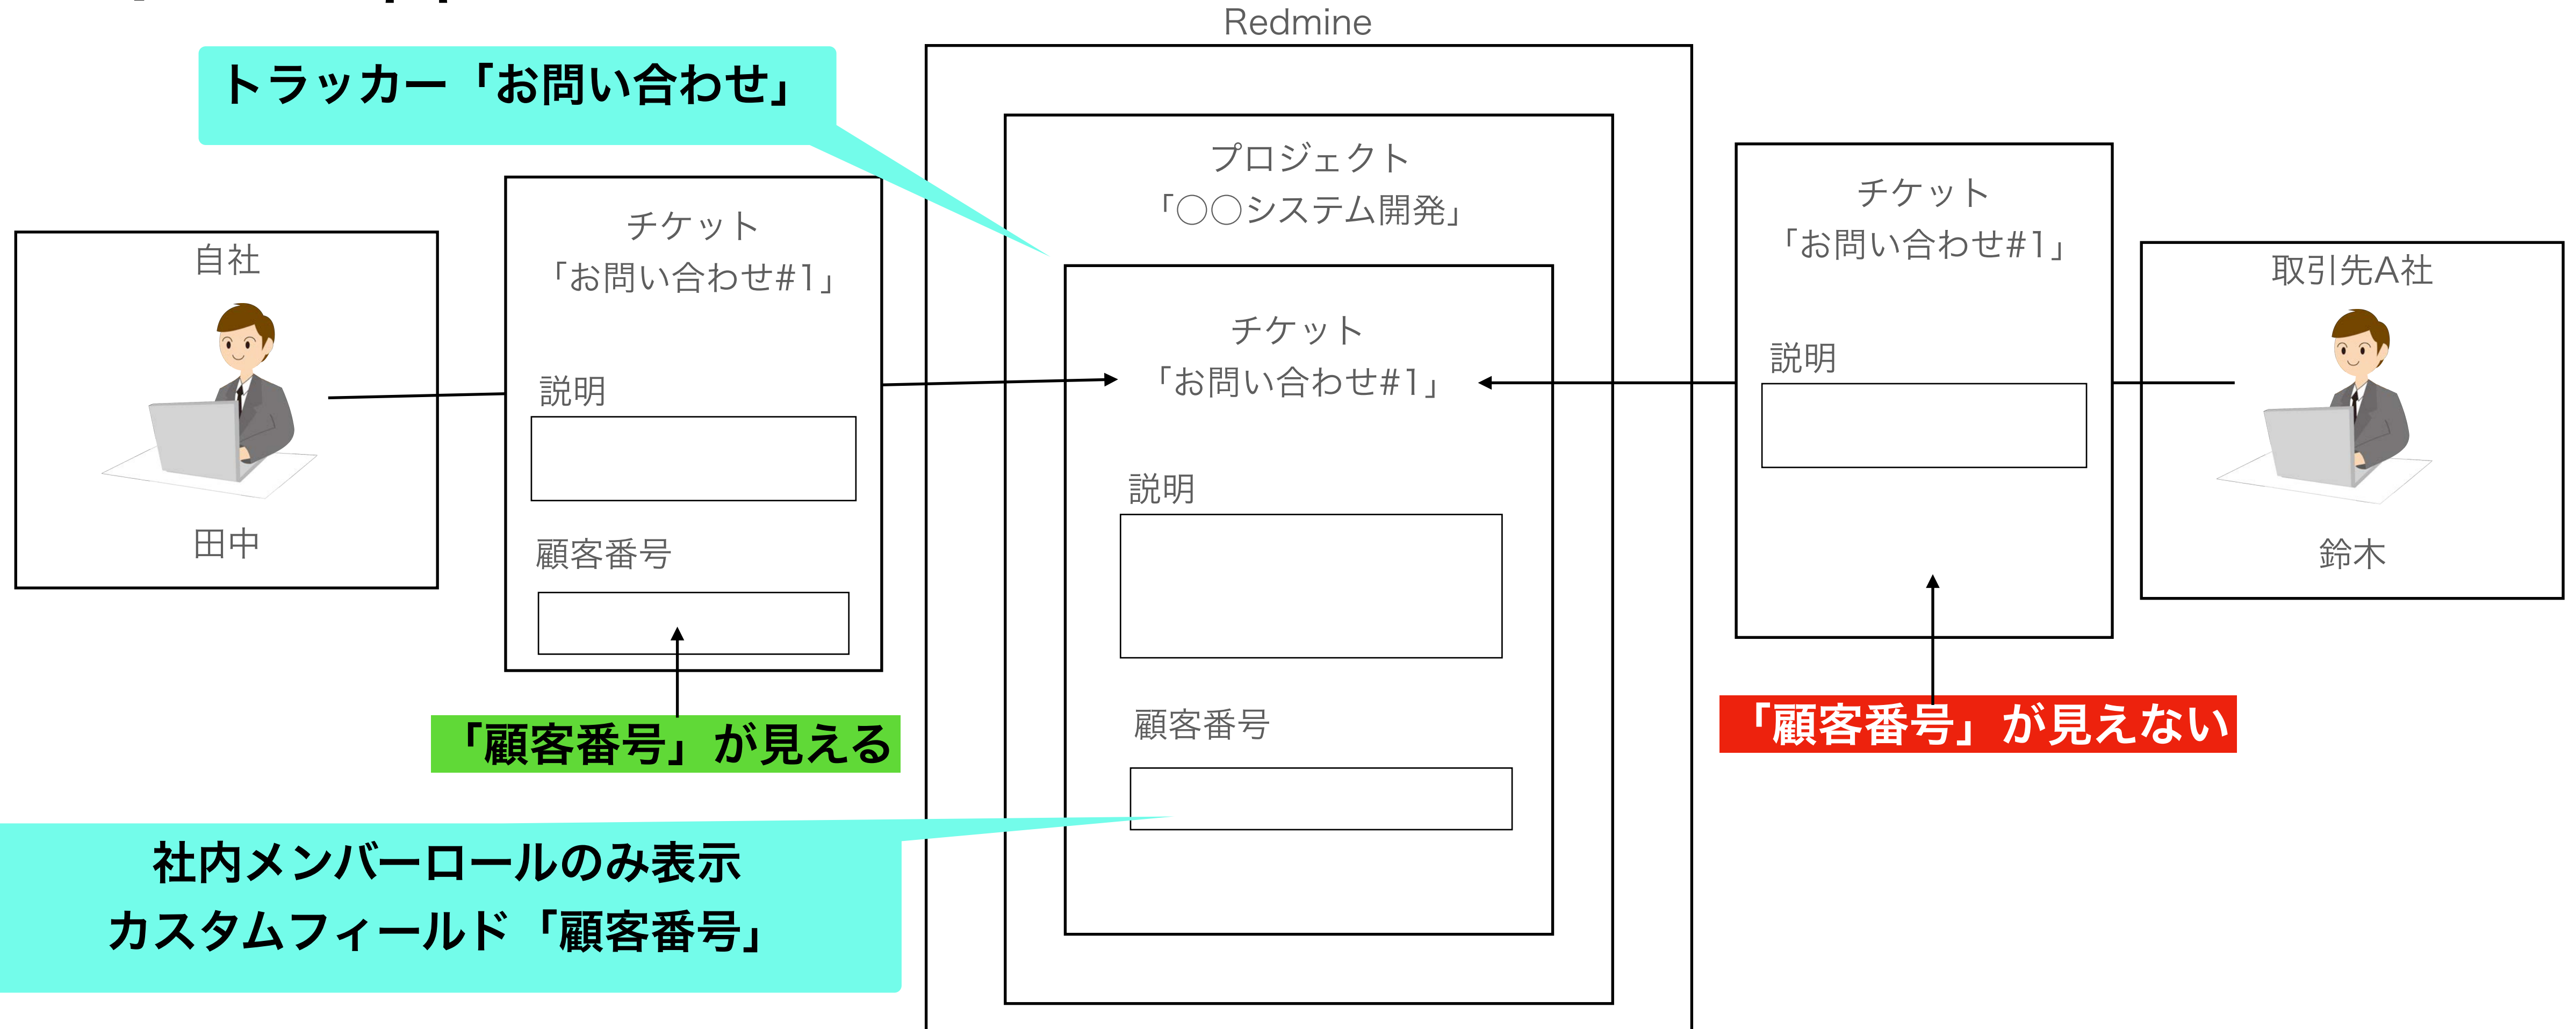 Redmine
トラッカー「お問い合わせ」
プロジェクト
「○○システム開発」
チケット
「お問い合わせ#1」
チケット
「お問い合わせ#1」
自社
取引先A社
チケット
「お問い合わせ#1」
説明
説明
説明
田中
顧客番号
鈴木
「顧客番号」が見える
顧客番号
「顧客番号」が見えない
社内メンバーロールのみ表示
カスタムフィールド「顧客番号」